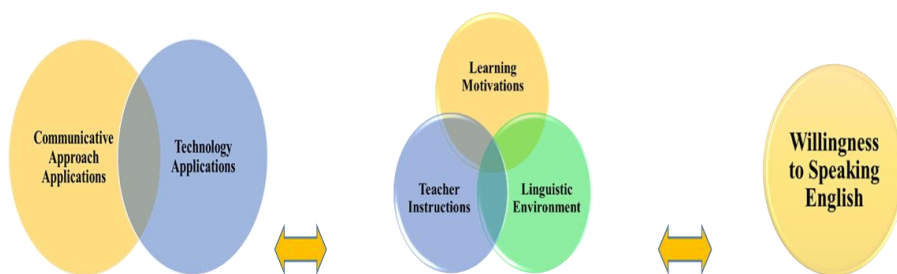 Communicative
Approach
Applications
Technology
Applications
Learning
Motivations
Teacher
Instructions
Linguistic
Environment
Willingness
to Speaking
English